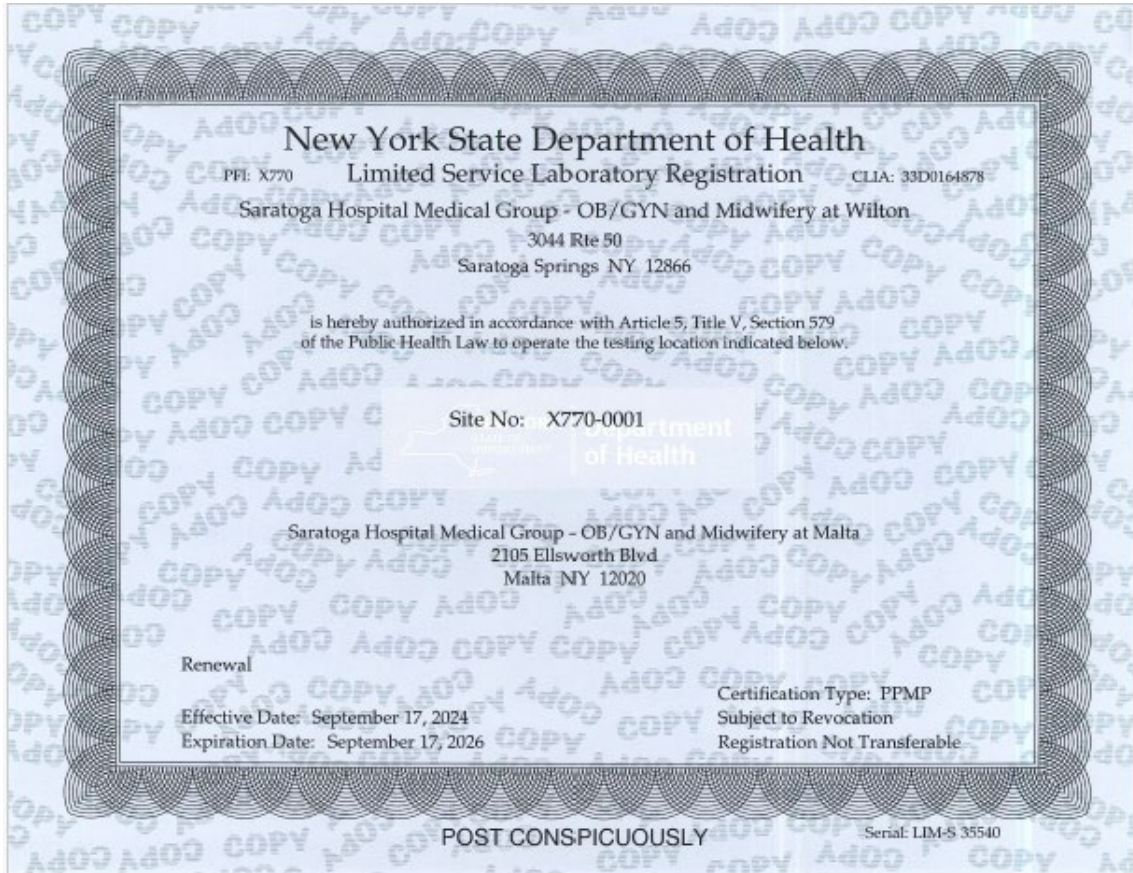 New York State Department of Health
PFI: X770 Limited Service Laboratory Registration CLIA: 33D0164878
Saratoga Hospital Medical Group - OB/GYN and Midwifery at Wilton
3044 Rte 50
Saratoga Springs NY 12866
is hereby authorized in accordance with Article 5, Title V, Section 579
of the Public Health Law to operate the testing location indicated below.
Site No: X770-0001
Department
of Health
Saratoga Hospital Medical Group - OB/GYN and Midwifery at Malta
2105 Ellsworth Blvd
Malta NY 12020
Renewal
Certification Type: PPMP
Effective Date: September 17, 2024 Subject to Revocation
Expiration Date: September 17, 2026 Registration Not Transferable
POST CONSPICUOUSLY Serial: LIM-S 35540
COPY